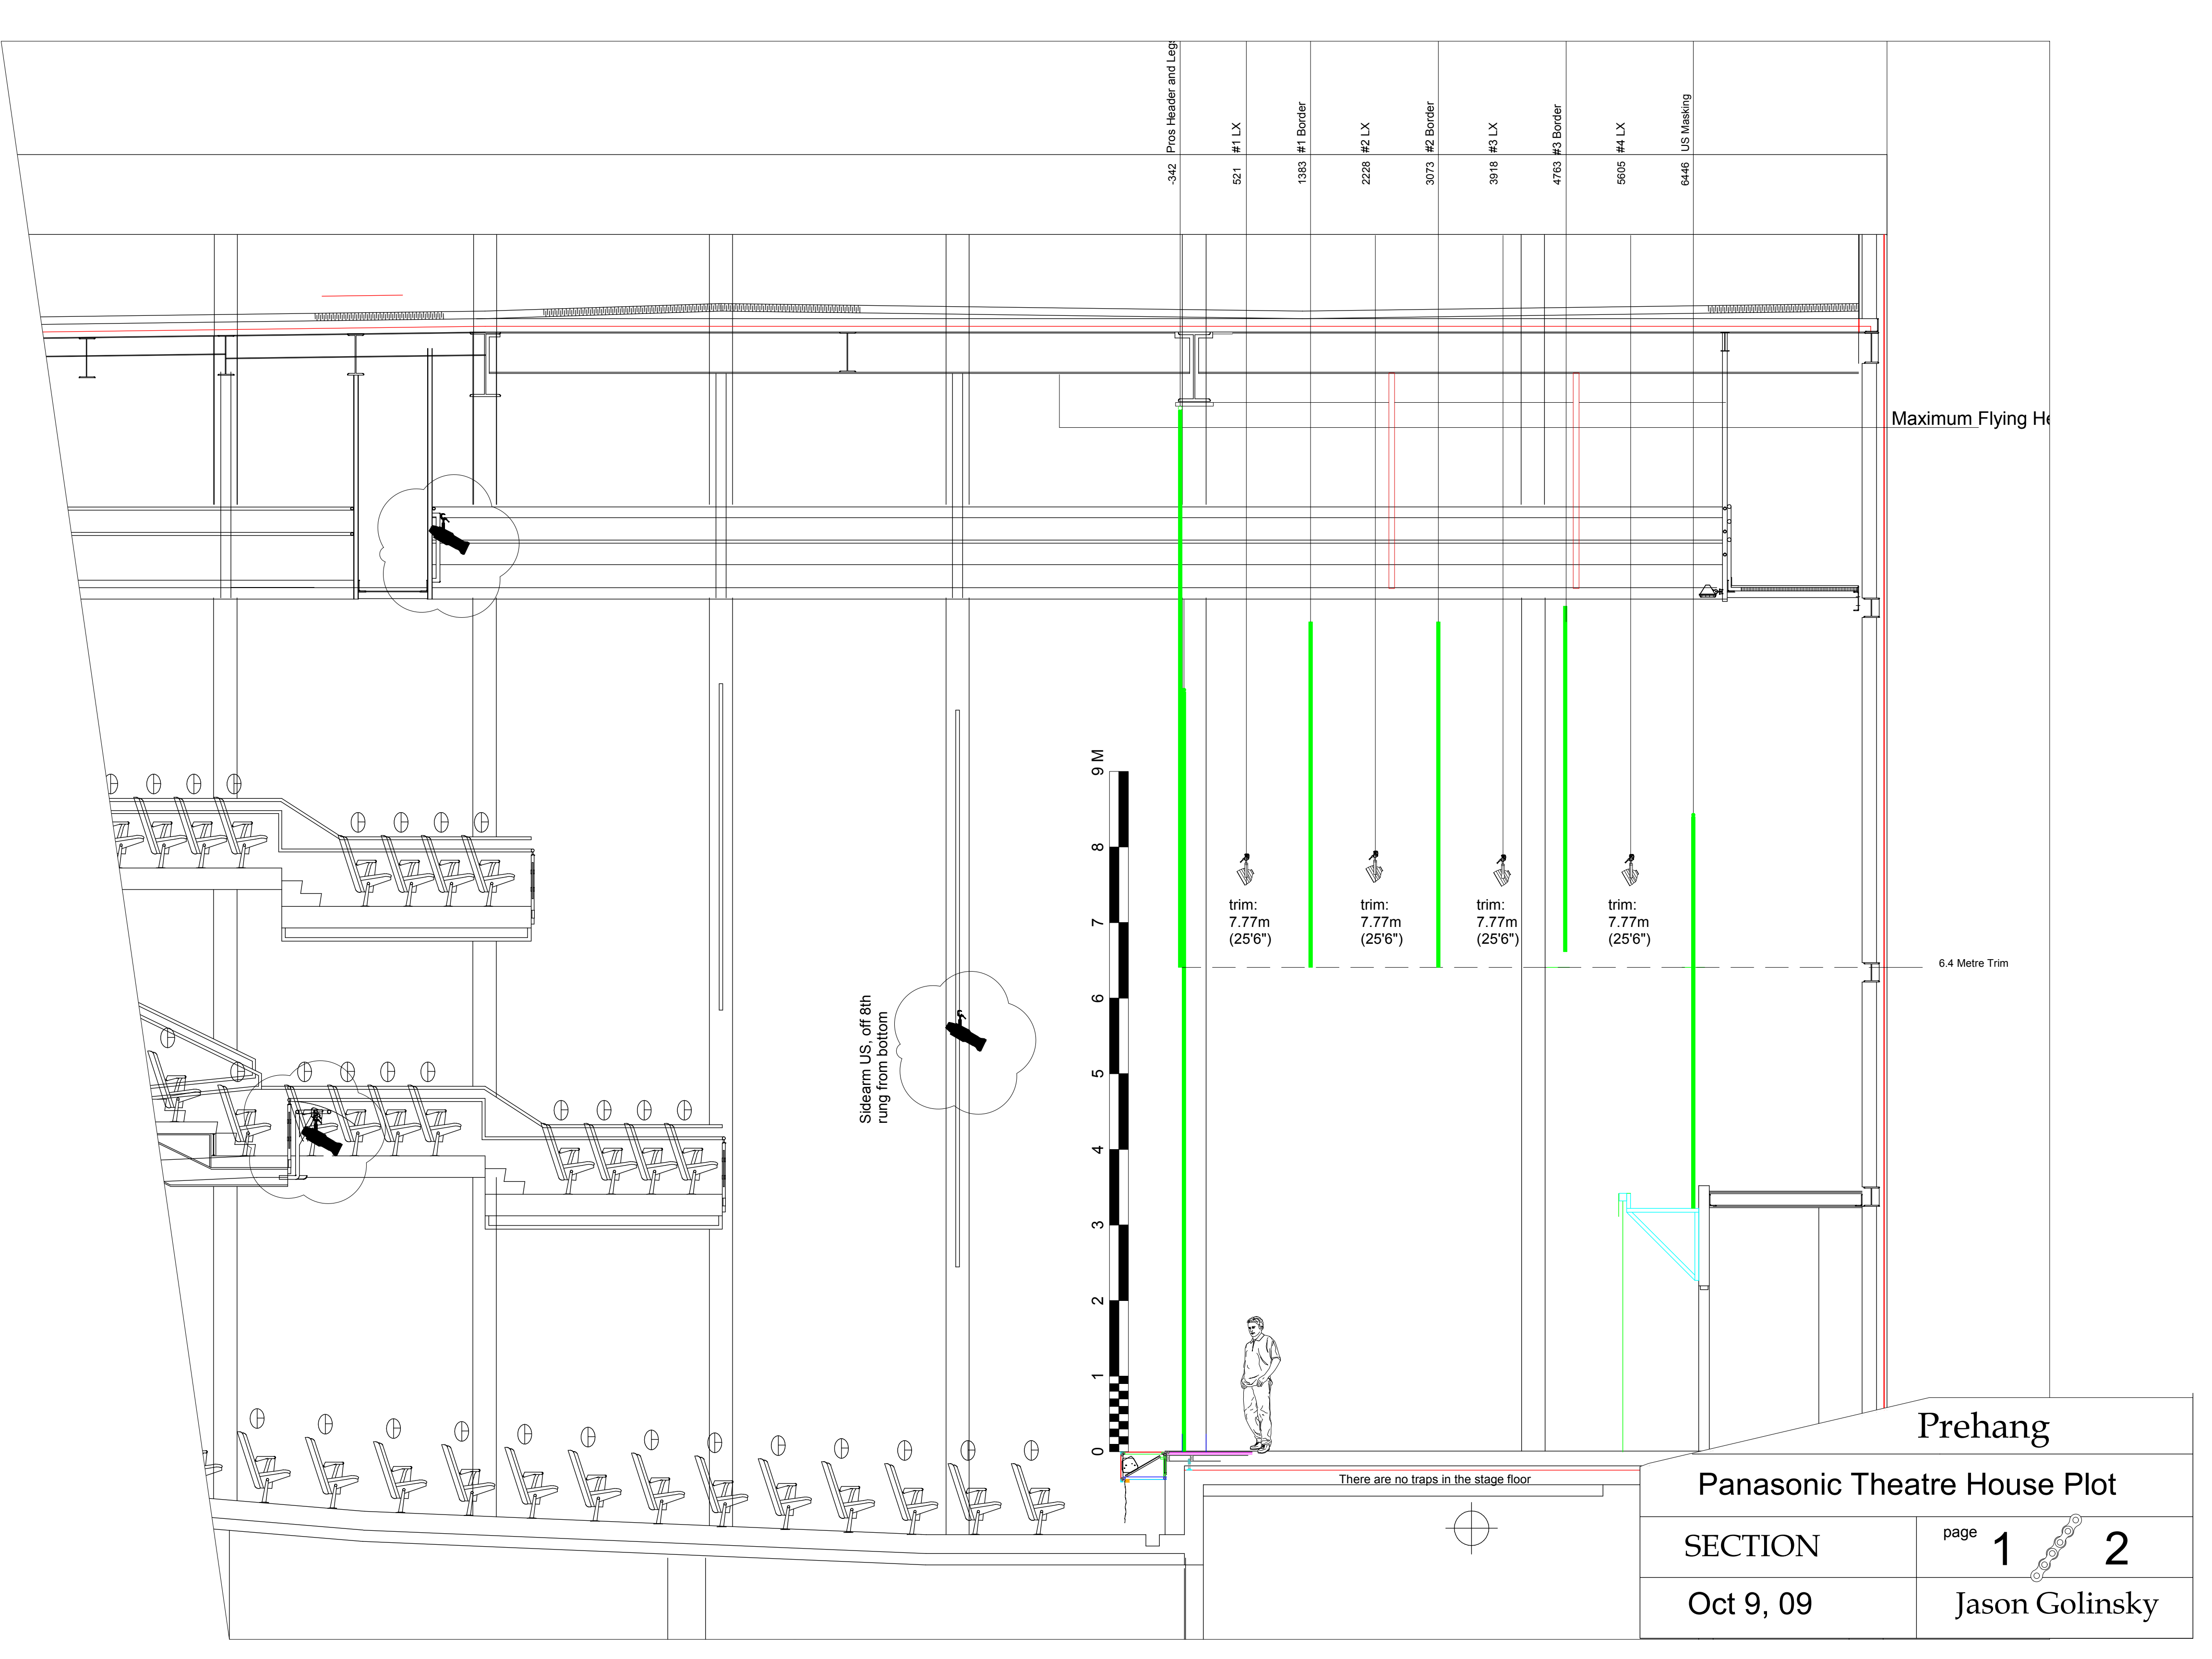 Pros Header and Legs
#1 LX
#1 Border
#2 LX
#2 Border
#3 LX
#3 Border
#4 LX
US Masking
-342
521
1383
2228
3073
3918
4763
5605
6446
Maximum Flying He
9 M
8
7
6
5
4
3
2
1
0
trim:
7.77m
(25'6")
trim:
7.77m
(25'6")
trim:
7.77m
(25'6")
trim:
7.77m
(25'6")
6.4 Metre Trim
Sidearm US, off 8th
rung from bottom
There are no traps in the stage floor
Prehang
Panasonic Theatre House Plot
SECTION
page 1 2
Oct 9, 09
Jason Golinsky